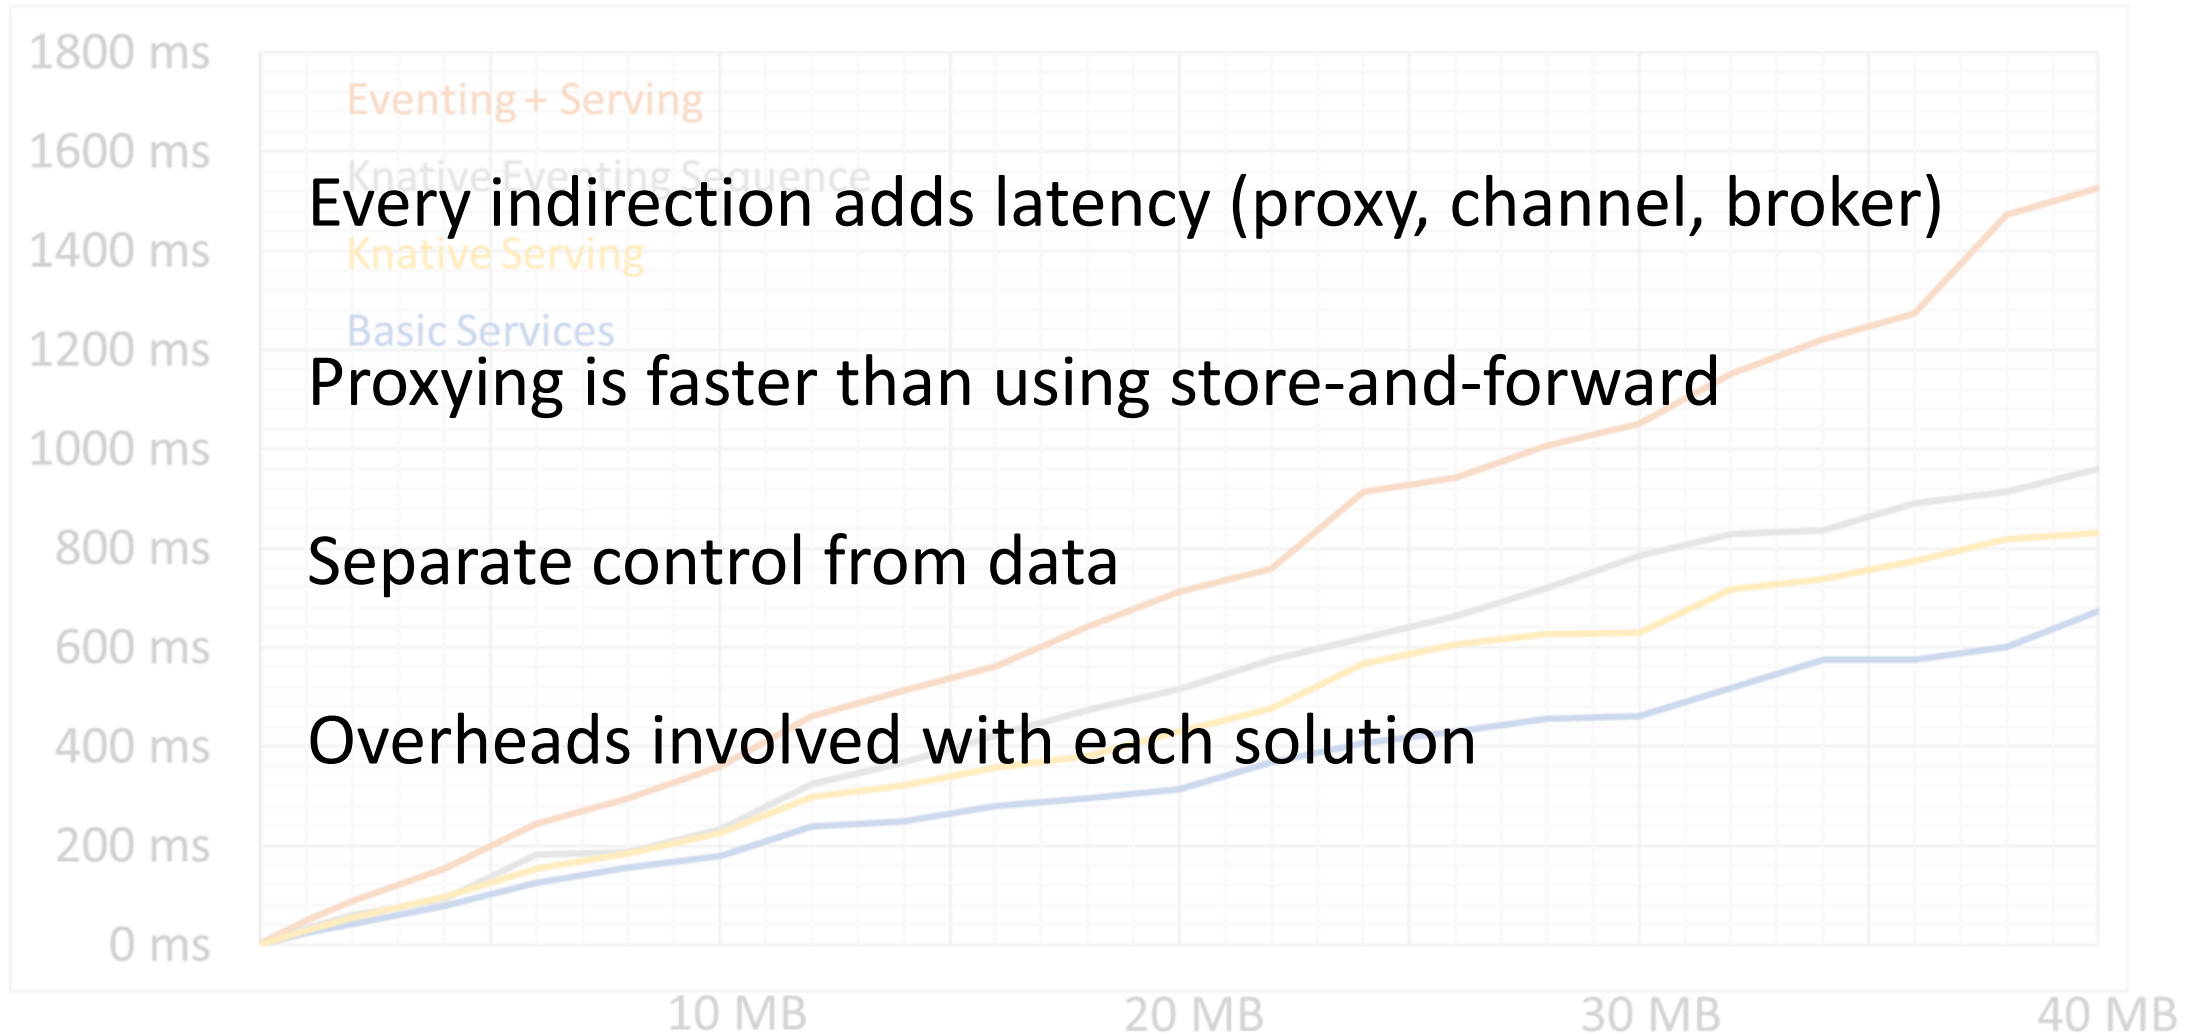 1800 ms
Eventing + Serving
1600 ms
Knative Eventing Sequence
Every indirection adds latency (proxy, channel, broker)
1400 ms
Knative Serving
1200 ms
Basic Services
Proxying is faster than using store-and-forward
1000 ms
800 ms
Separate control from data
600 ms
400 ms
Overheads involved with each solution
200 ms
0 ms
10 MB
20 MB
30 MB
40 MB